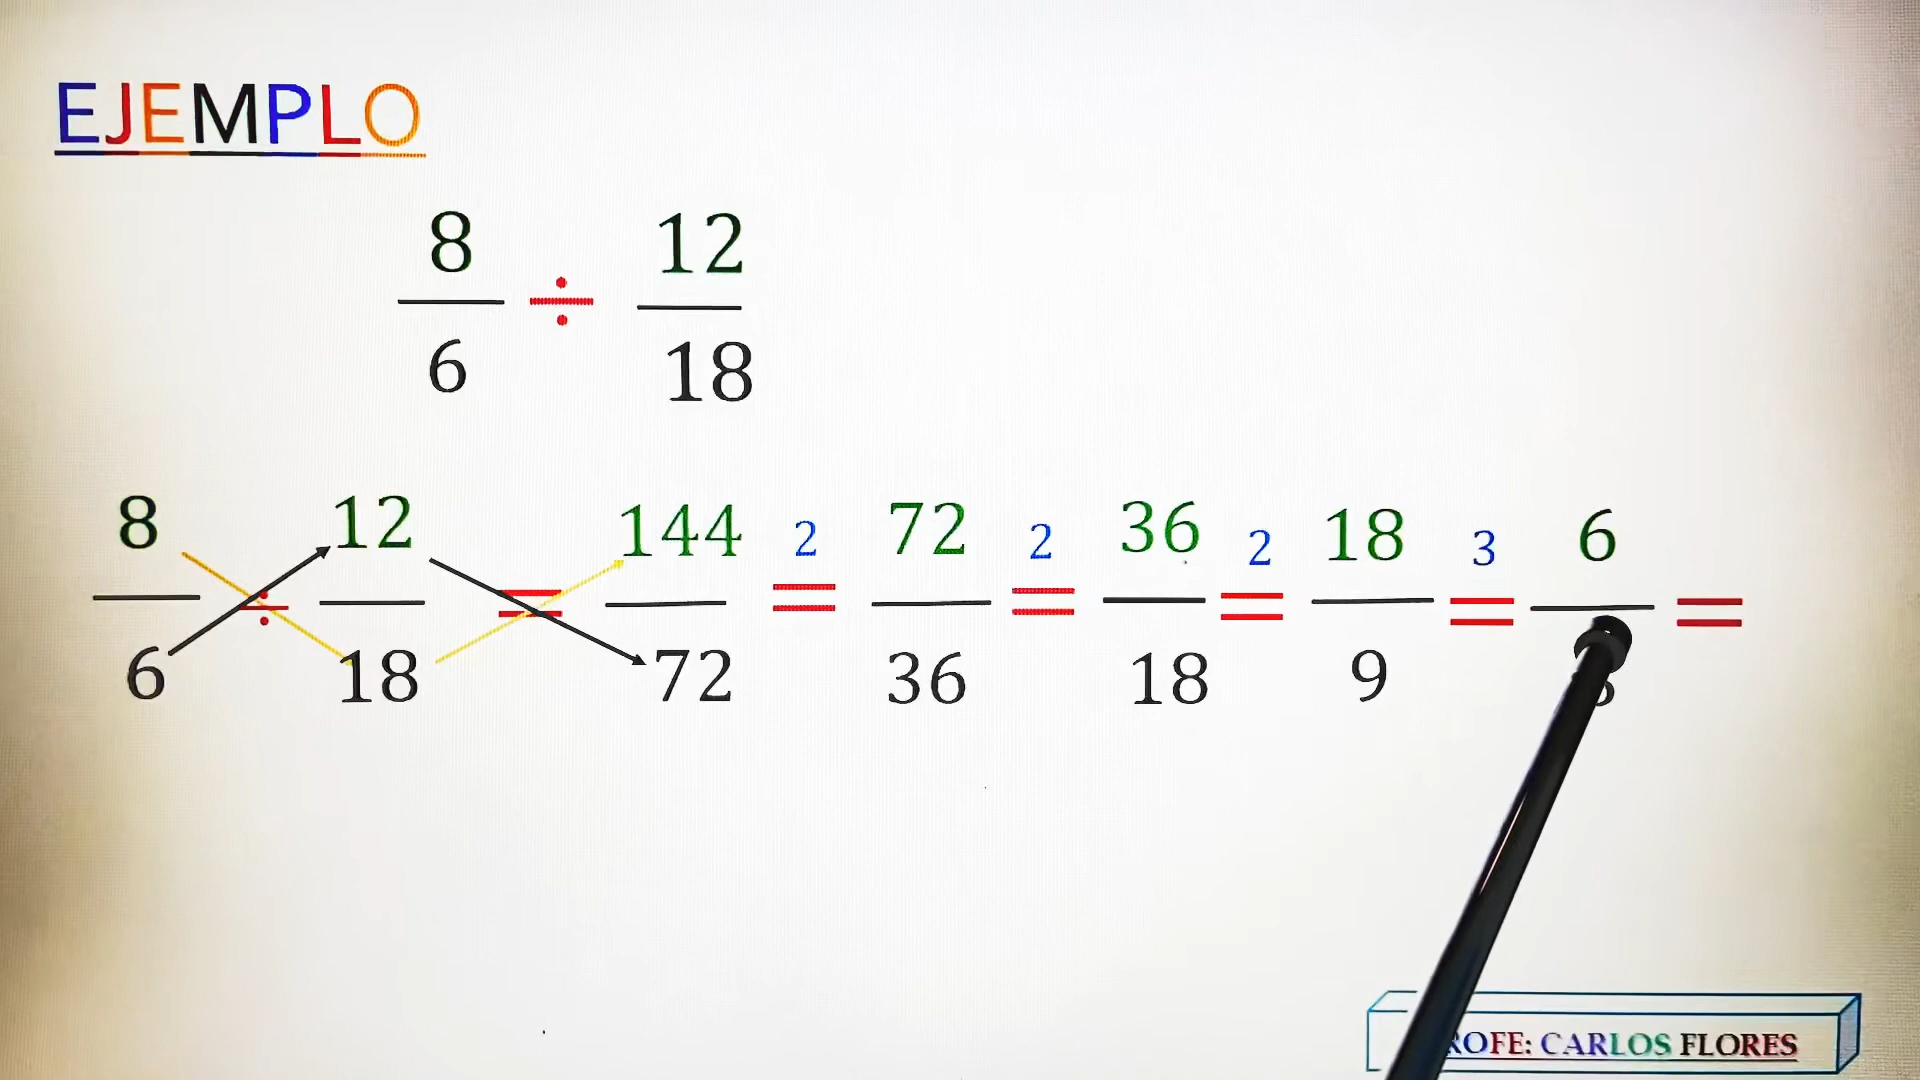 EJEMPLO
8 12
÷
6 18
8 12 144 2 72 2 36 2 18 3 6
÷ = = = = = =
6 18 72 36 18 9
CARLOS FLORES